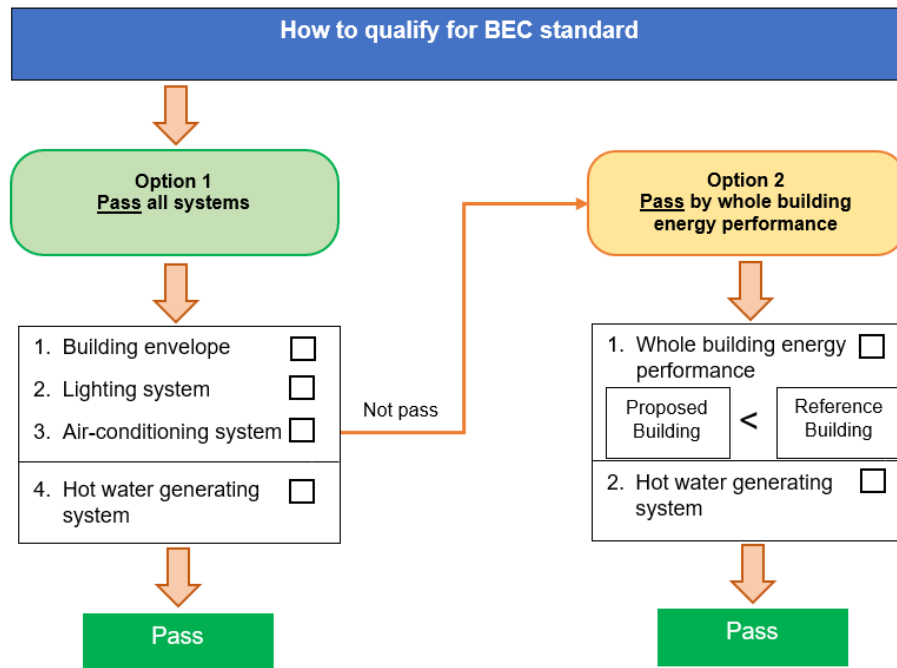 How to qualify for BEC standard
Option 1
Pass all systems
1. Building envelope
2. Lighting system
3. Air-conditioning system
4. Hot water generating
system
Pass
Not pass
Option 2
Pass by whole building
energy performance
1. Whole building energy
performance
Proposed
Building
<
Reference
Building
2. Hot water generating
system
Pass